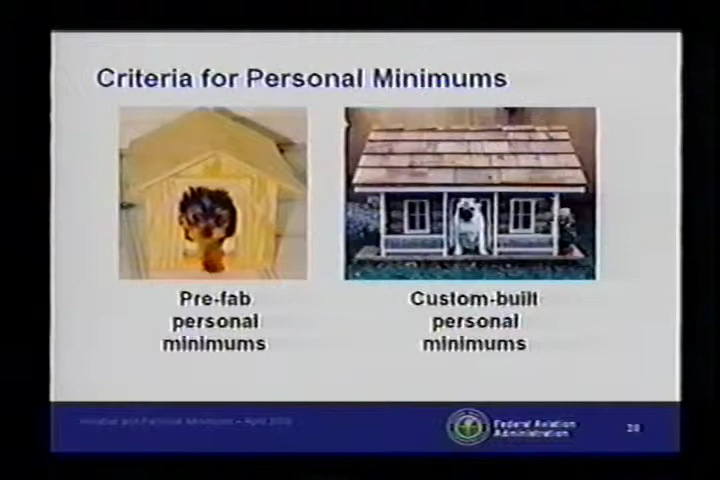 Criteria for Personal Minimums
Pre-fab
personal
minimums
Custom-built
personal
minimums
Federal Aviation
Administration